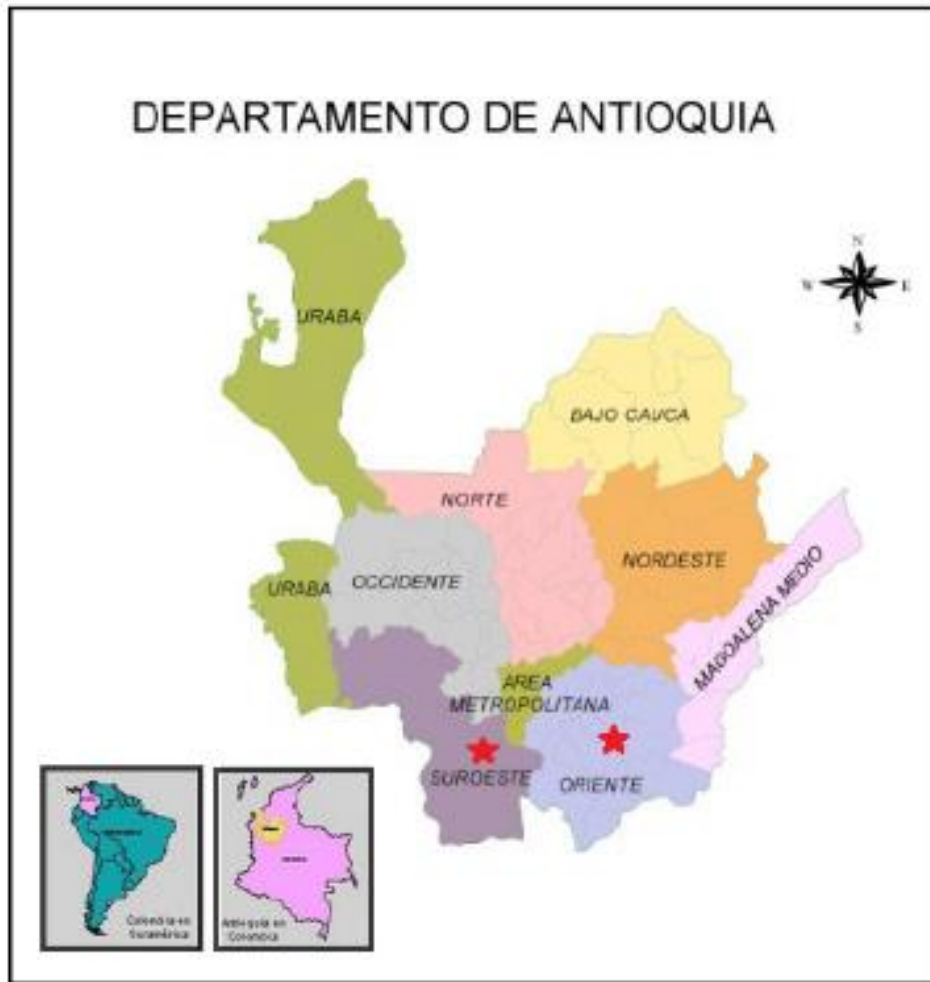 DEPARTAMENTO DE ANTIOQUIA
N
W E
S
URABA
BAJO CAUCA
NORTE
NORDESTE
OCCIDENTE
URABA
MAGDALENA MEDIO
AREA
METROPOLITANA
SUROESTE
ORIENTE
Colombia en
Suramérica
Antioquia en
Colombia